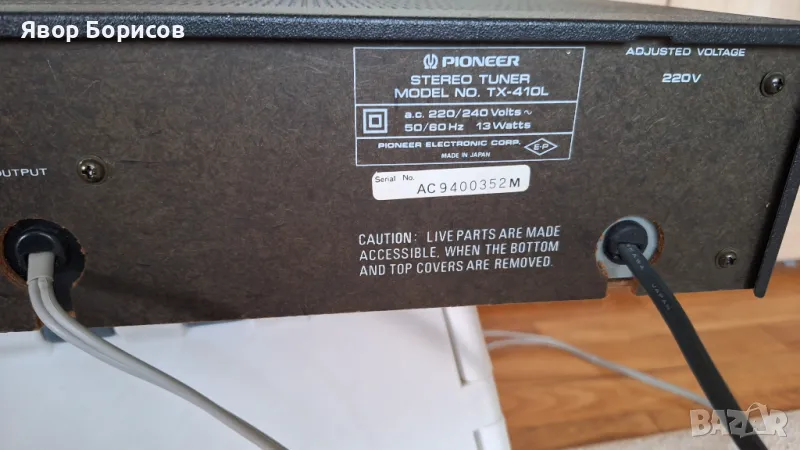 Явор Борисов
PIONEER
STEREO TUNER
MODEL NO. TX-410L
a.c. 220/240 Volts ~
50/60 Hz 13 Watts
PIONEER ELECTRONIC CORP.
MADE IN JAPAN
E-P
ADJUSTED VOLTAGE
220V
OUTPUT
Serial No.
AC9400352M
CAUTION: LIVE PARTS ARE MADE
ACCESSIBLE, WHEN THE BOTTOM
AND TOP COVERS ARE REMOVED.
JAPAN
BAZAR